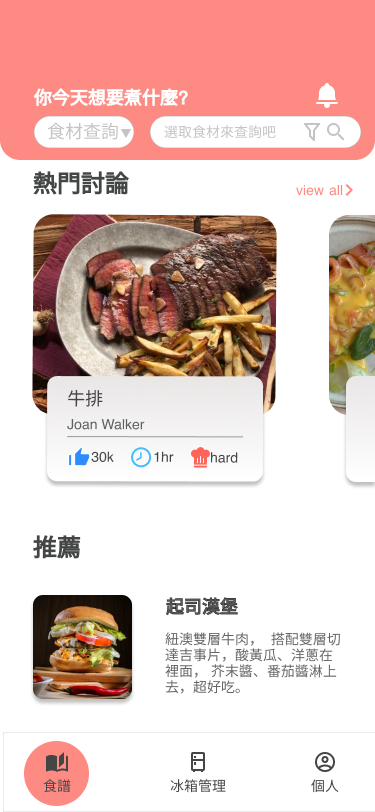 你今天想要煮什麼?
食材查詢 選取食材來查詢吧
熱門討論
view all
牛排
Joan Walker
30k 1hr hard
推薦
起司漢堡
紐澳雙層牛肉， 搭配雙層切
達吉事片，酸黃瓜、洋蔥在
裡面， 芥末醬、番茄醬淋上
去，超好吃。
食譜 冰箱管理 個人